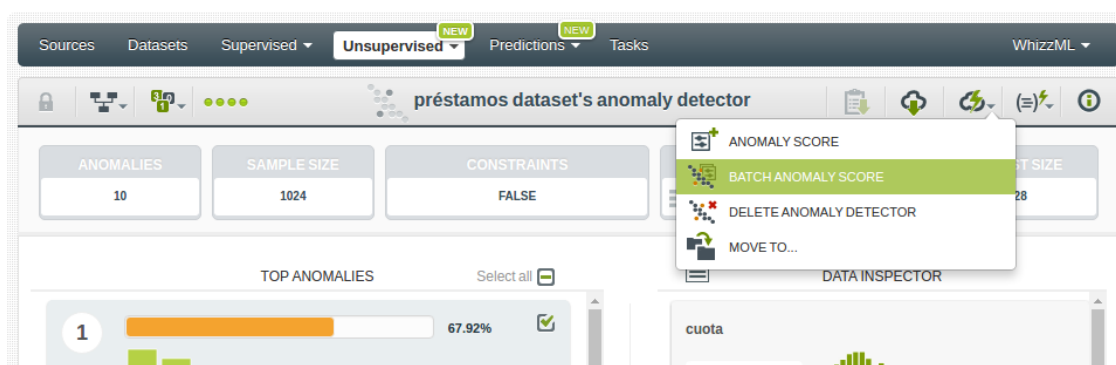 NEW NEW
Sources Datasets Supervised Unsupervised Predictions Tasks WhizzML
préstamos dataset's anomaly detector
ANOMALY SCORE
BATCH ANOMALY SCORE
DELETE ANOMALY DETECTOR
MOVE TO...
ANOMALIES SAMPLE SIZE CONSTRAINTS T SIZE
10 1024 FALSE 28
TOP ANOMALIES Select all DATA INSPECTOR
1 67.92% cuota